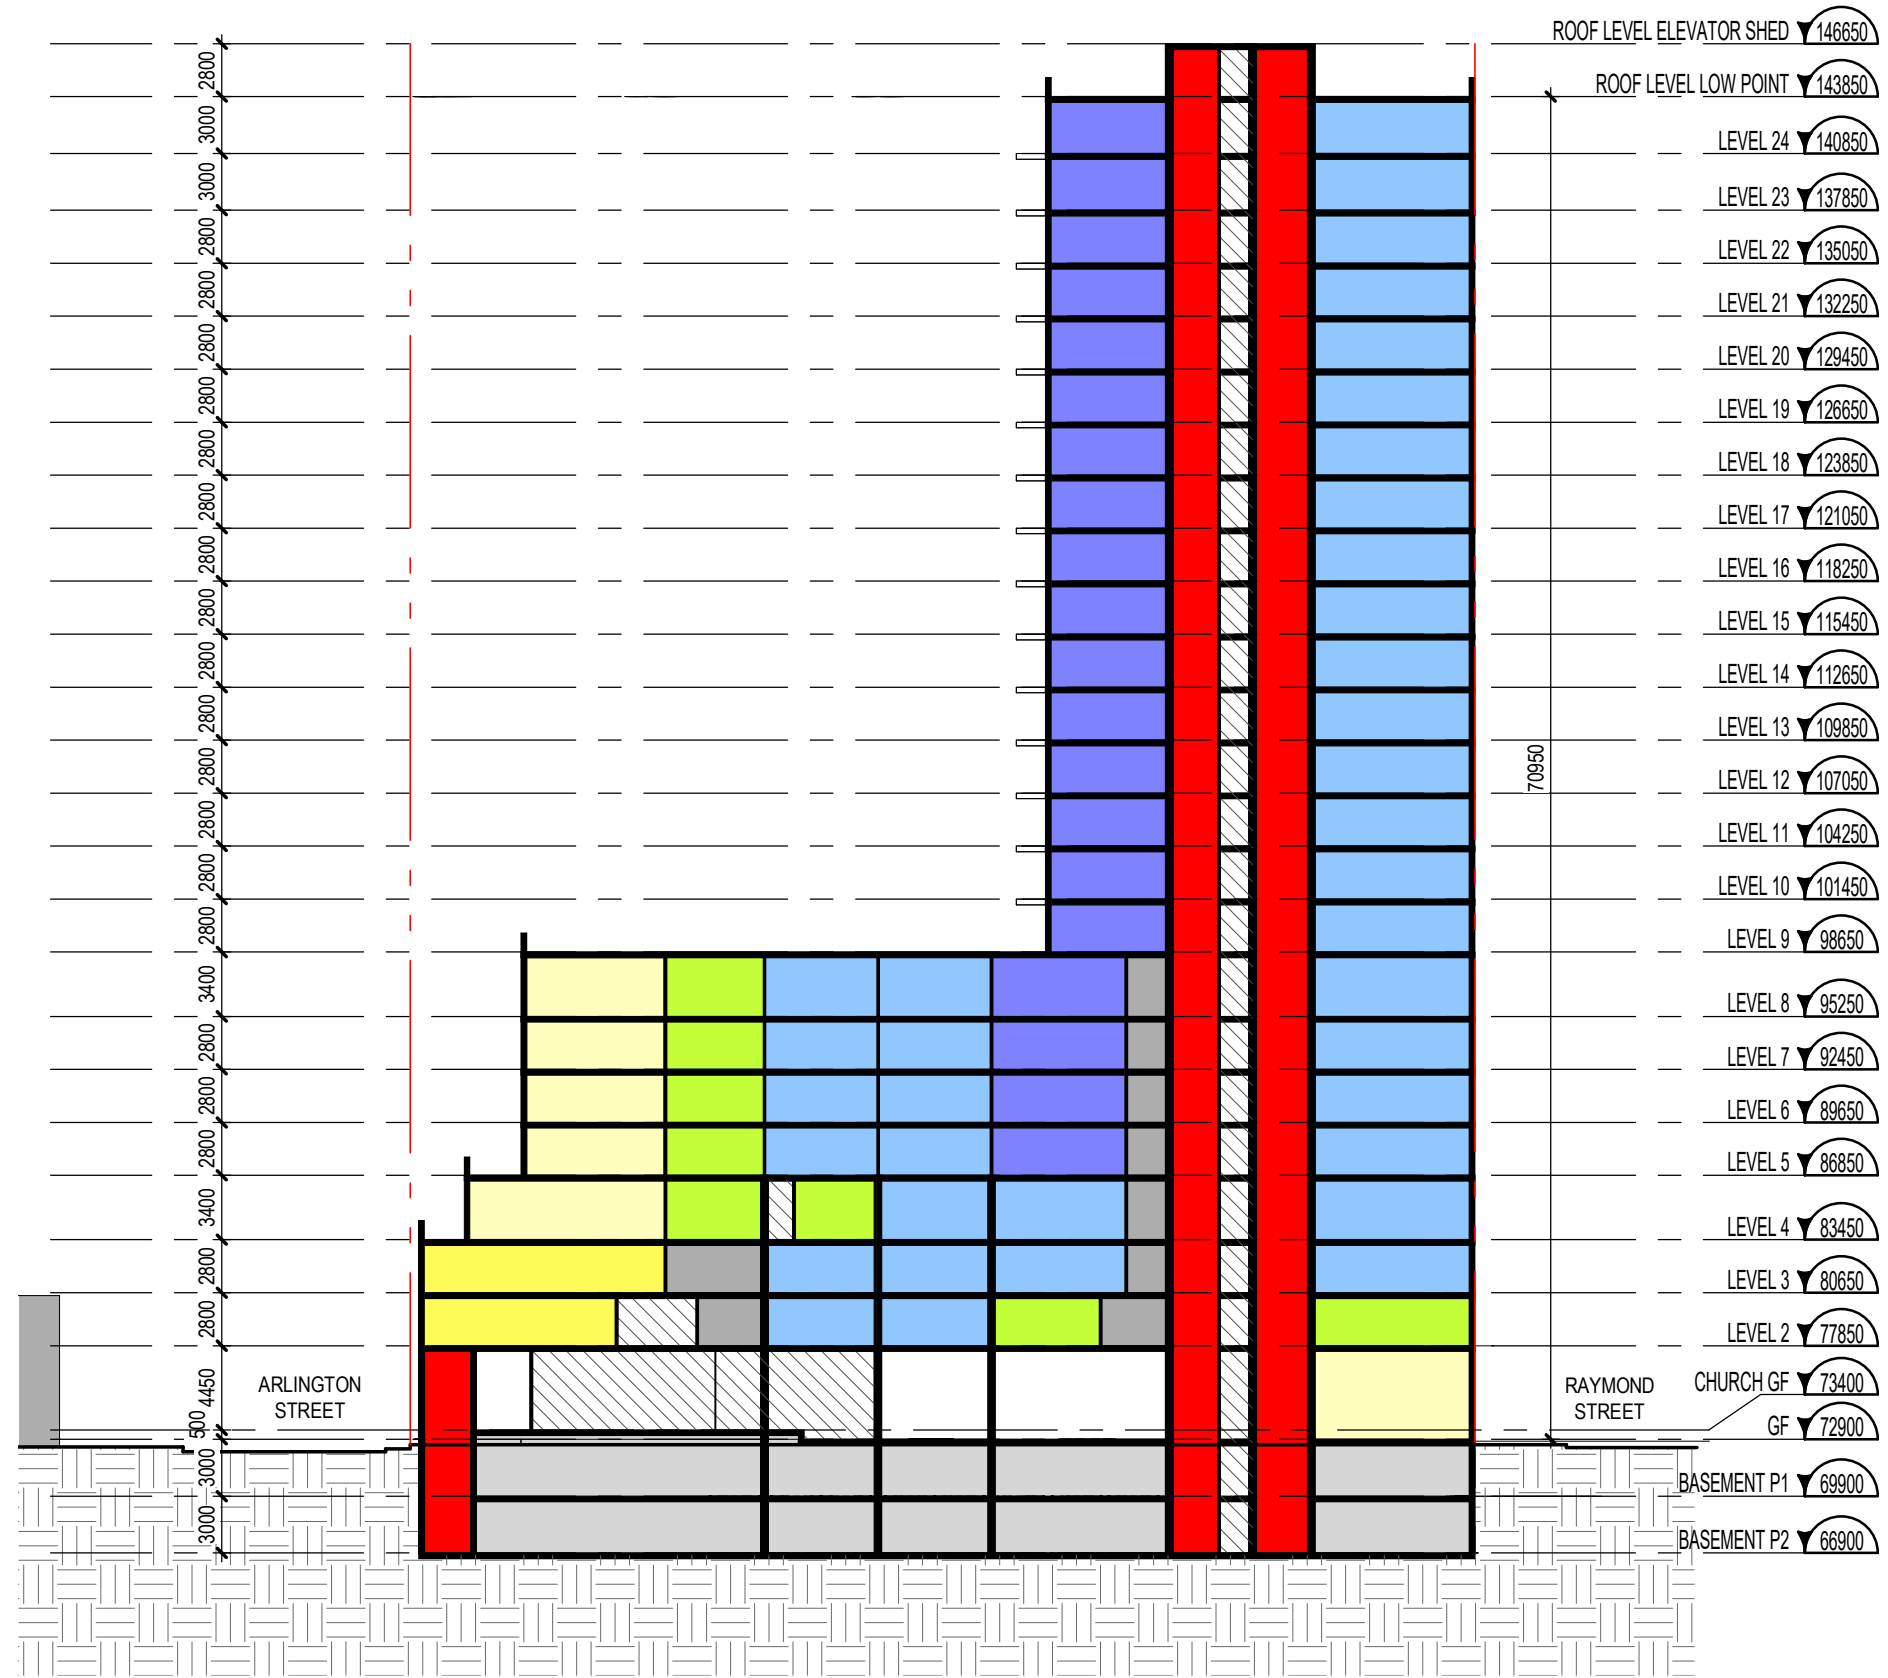 ROOF LEVEL ELEVATOR SHED 146650
ROOF LEVEL LOW POINT 143850
LEVEL 24 140850
LEVEL 23 137850
LEVEL 22 135050
LEVEL 21 132250
LEVEL 20 129450
LEVEL 19 126650
LEVEL 18 123850
LEVEL 17 121050
LEVEL 16 118250
LEVEL 15 115450
LEVEL 14 112650
LEVEL 13 109850
LEVEL 12 107050
LEVEL 11 104250
LEVEL 10 101450
LEVEL 9 98650
LEVEL 8 95250
LEVEL 7 92450
LEVEL 6 89650
LEVEL 5 86850
LEVEL 4 83450
LEVEL 3 80650
LEVEL 2 77850
CHURCH GF 73400
GF 72900
BASEMENT P1 69900
BASEMENT P2 66900
2800
3000
3000
2800
2800
2800
2800
2800
2800
2800
2800
2800
2800
2800
2800
2800
2800
3400
2800
2800
2800
3400
2800
2800
4450
500
3000
3000
70950
ARLINGTON
STREET
RAYMOND
STREET